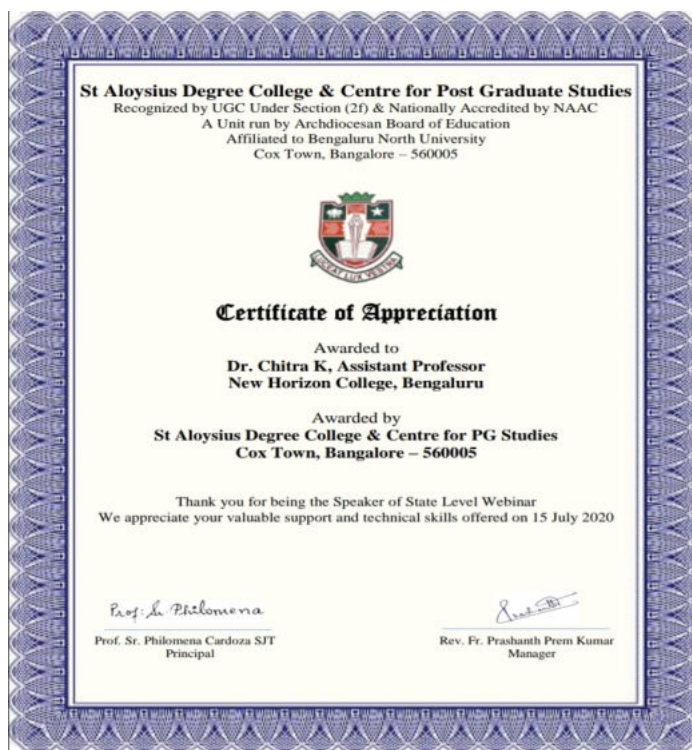 St Aloysius Degree College & Centre for Post Graduate Studies
Recognized by UGC Under Section (2f) & Nationally Accredited by NAAC
A Unit run by Archdiocesan Board of Education
Affiliated to Bengaluru North University
Cox Town, Bangalore – 560005
LUCEAT LUX VESTRA
Certificate of Appreciation
Awarded to
Dr. Chitra K, Assistant Professor
New Horizon College, Bengaluru
Awarded by
St Aloysius Degree College & Centre for PG Studies
Cox Town, Bangalore – 560005
Thank you for being the Speaker of State Level Webinar
We appreciate your valuable support and technical skills offered on 15 July 2020
Prof: Sr Philomena
Prof. Sr. Philomena Cardoza SJT
Principal
Rev. Fr. Prashanth Prem Kumar
Manager